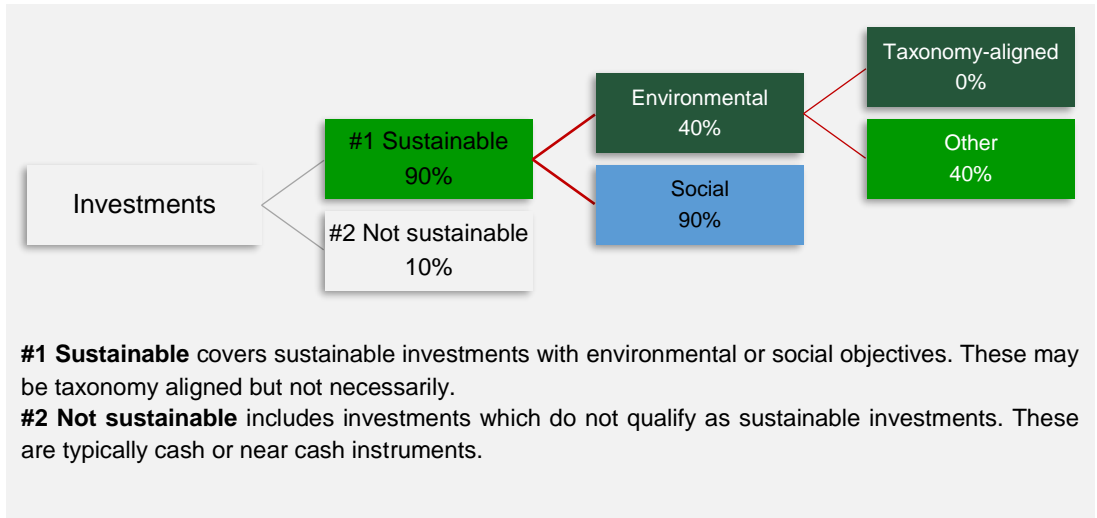 Investments
#1 Sustainable
90%
#2 Not sustainable
10%
Environmental
40%
Social
90%
Taxonomy-aligned
0%
Other
40%
#1 Sustainable covers sustainable investments with environmental or social objectives. These may
be taxonomy aligned but not necessarily.
#2 Not sustainable includes investments which do not qualify as sustainable investments. These
are typically cash or near cash instruments.